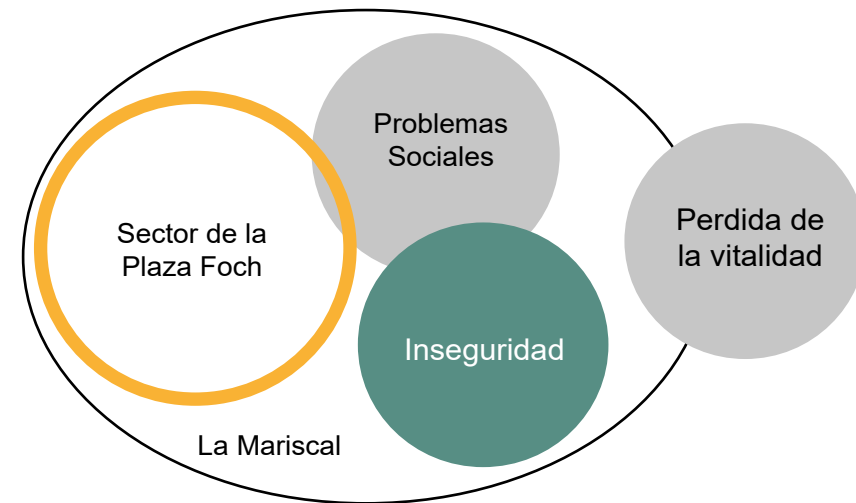 Problemas
Sociales
Sector de la
Plaza Foch
Perdida de
la vitalidad
Inseguridad
La Mariscal